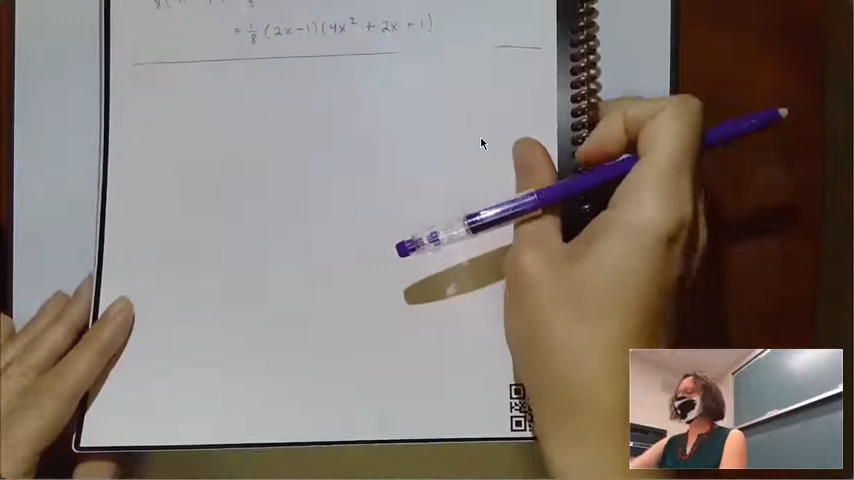 = 1/8 (2x-1)(4x² + 2x + 1)